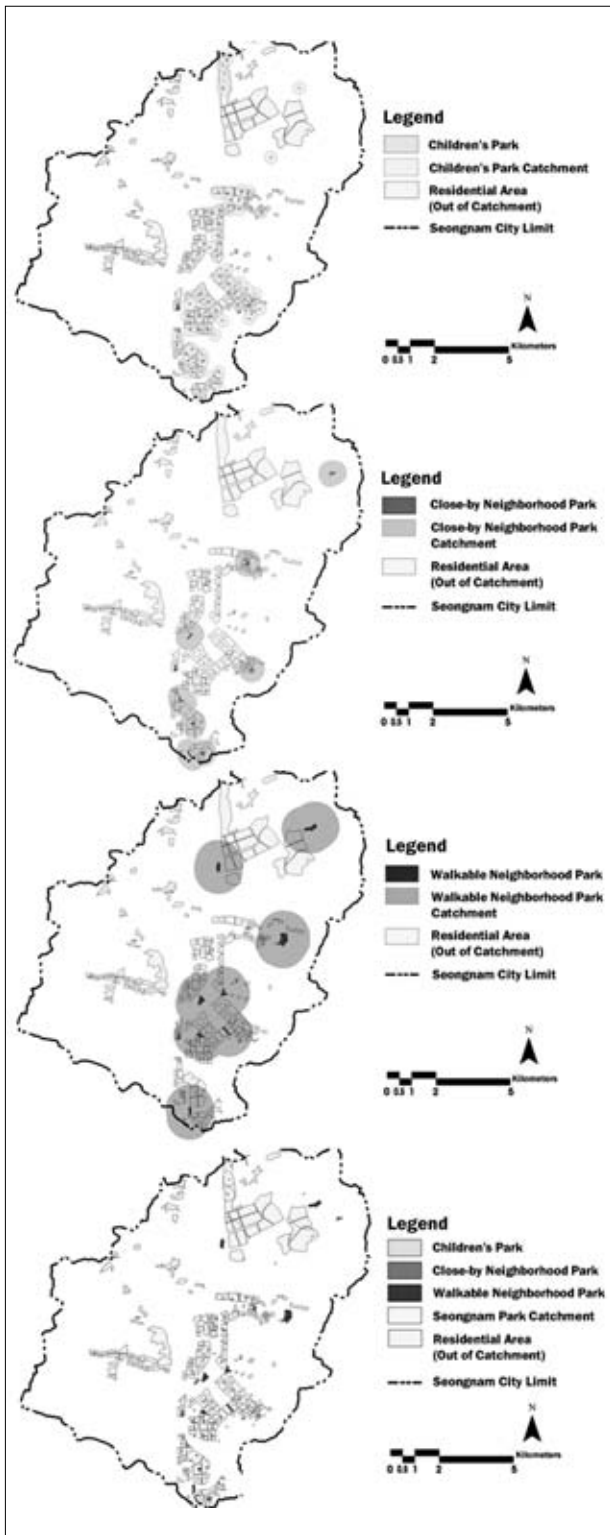 Legend
Children's Park
Children's Park Catchment
Residential Area
(Out of Catchment)
Seongnam City Limit
N
Kilometers
0 0.5 1 2 5
Legend
Close-by Neighborhood Park
Close-by Neighborhood Park
Catchment
Residential Area
(Out of Catchment)
Seongnam City Limit
N
Kilometers
0 0.5 1 2 5
Legend
Walkable Neighborhood Park
Walkable Neighborhood Park
Catchment
Residential Area
(Out of Catchment)
Seongnam City Limit
N
Kilometers
0 0.5 1 2 5
Legend
Children's Park
Close-by Neighborhood Park
Walkable Neighborhood Park
Seongnam Park Catchment
Residential Area
(Out of Catchment)
Seongnam City Limit
N
Kilometers
0 0.5 1 2 5